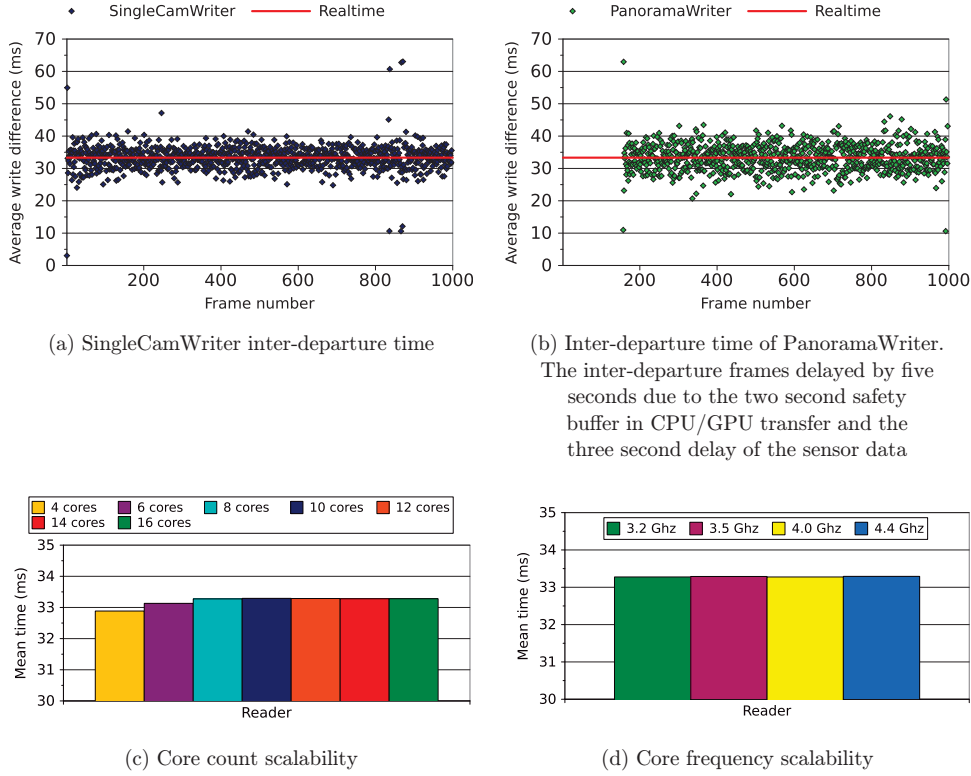 SingleCamWriter Realtime
Average write difference (ms)
70
60
50
40
30
20
10
0
200 400 600 800 1000
Frame number
(a) SingleCamWriter inter-departure time
PanoramaWriter Realtime
Average write difference (ms)
70
60
50
40
30
20
10
0
200 400 600 800 1000
Frame number
(b) Inter-departure time of PanoramaWriter.
The inter-departure frames delayed by five
seconds due to the two second safety
buffer in CPU/GPU transfer and the
three second delay of the sensor data
4 cores 6 cores 8 cores 10 cores 12 cores
14 cores 16 cores
Mean time (ms)
35
34
33
32
31
30
Reader
(c) Core count scalability
3.2 Ghz 3.5 Ghz 4.0 Ghz 4.4 Ghz
Mean time (ms)
35
34
33
32
31
30
Reader
(d) Core frequency scalability